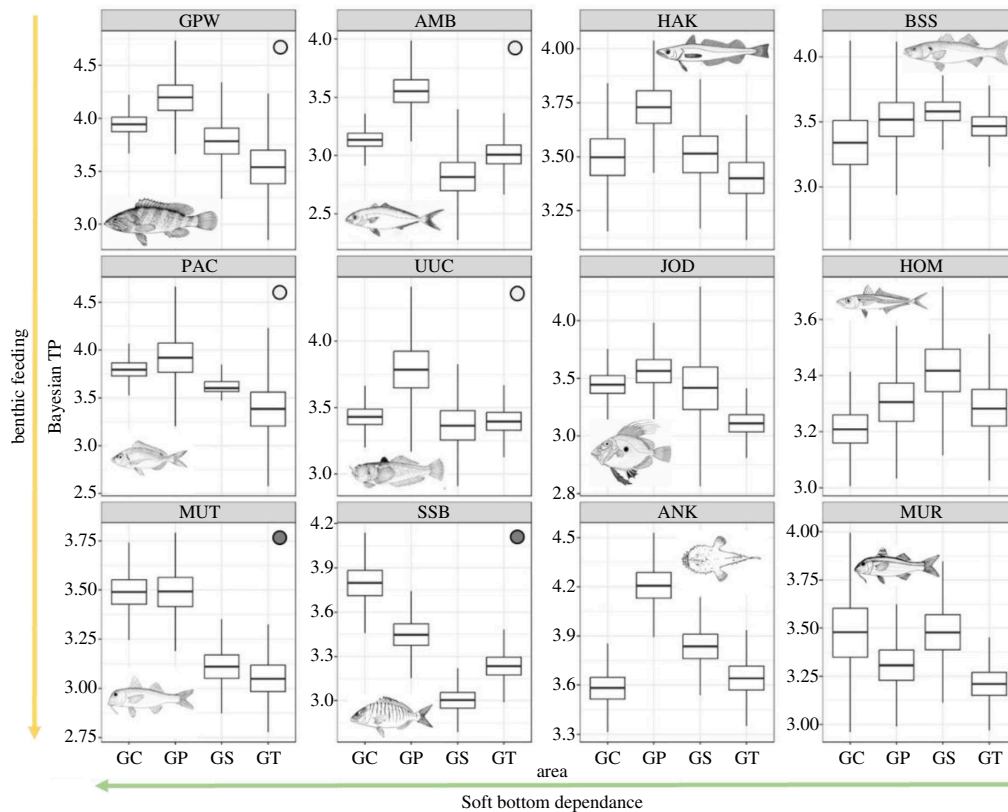 GPW AMB HAK BSS
4.5 4.0 3.5 3.0
4.0 3.5 3.0 2.5
4.00 3.75 3.50 3.25
4.0 3.5 3.0
PAC UUC JOD HOM
4.5 4.0 3.5 3.0 2.5
4.0 3.5 3.0
4.0 3.5 3.0 2.8
3.6 3.4 3.2 3.0
MUT SSB ANK MUR
3.75 3.50 3.25 3.00 2.75
4.2 3.9 3.6 3.3 3.0
4.5 4.2 3.9 3.6 3.3
4.00 3.75 3.50 3.25 3.00
benthic feeding
Bayesian TP
GC GP GS GT GC GP GS GT GC GP GS GT GC GP GS GT
area
Soft bottom dependance